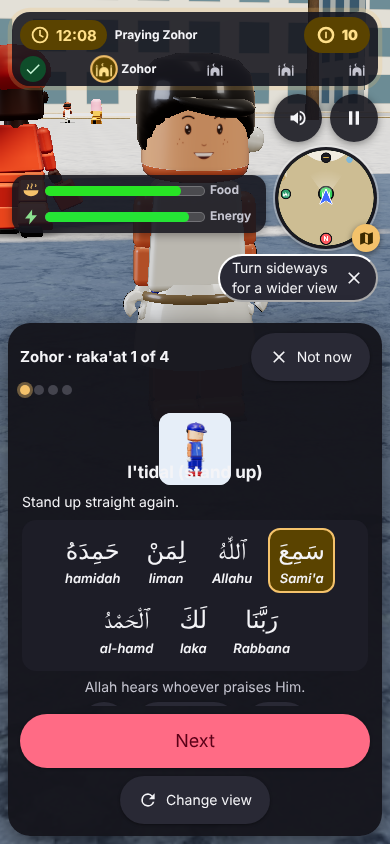 12:08
Praying Zohor
10
Zohor
Food
Energy
N
Turn sideways
for a wider view
Zohor · raka'at 1 of 4
Not now
I'tidal (stand up)
Stand up straight again.
سَمِعَ ٱللَّهُ لِمَنْ حَمِدَهُ
Sami'a Allahu liman hamidah
رَبَّنَا لَكَ ٱلْحَمْدُ
Rabbana laka al-hamd
Allah hears whoever praises Him.
Next
Change view